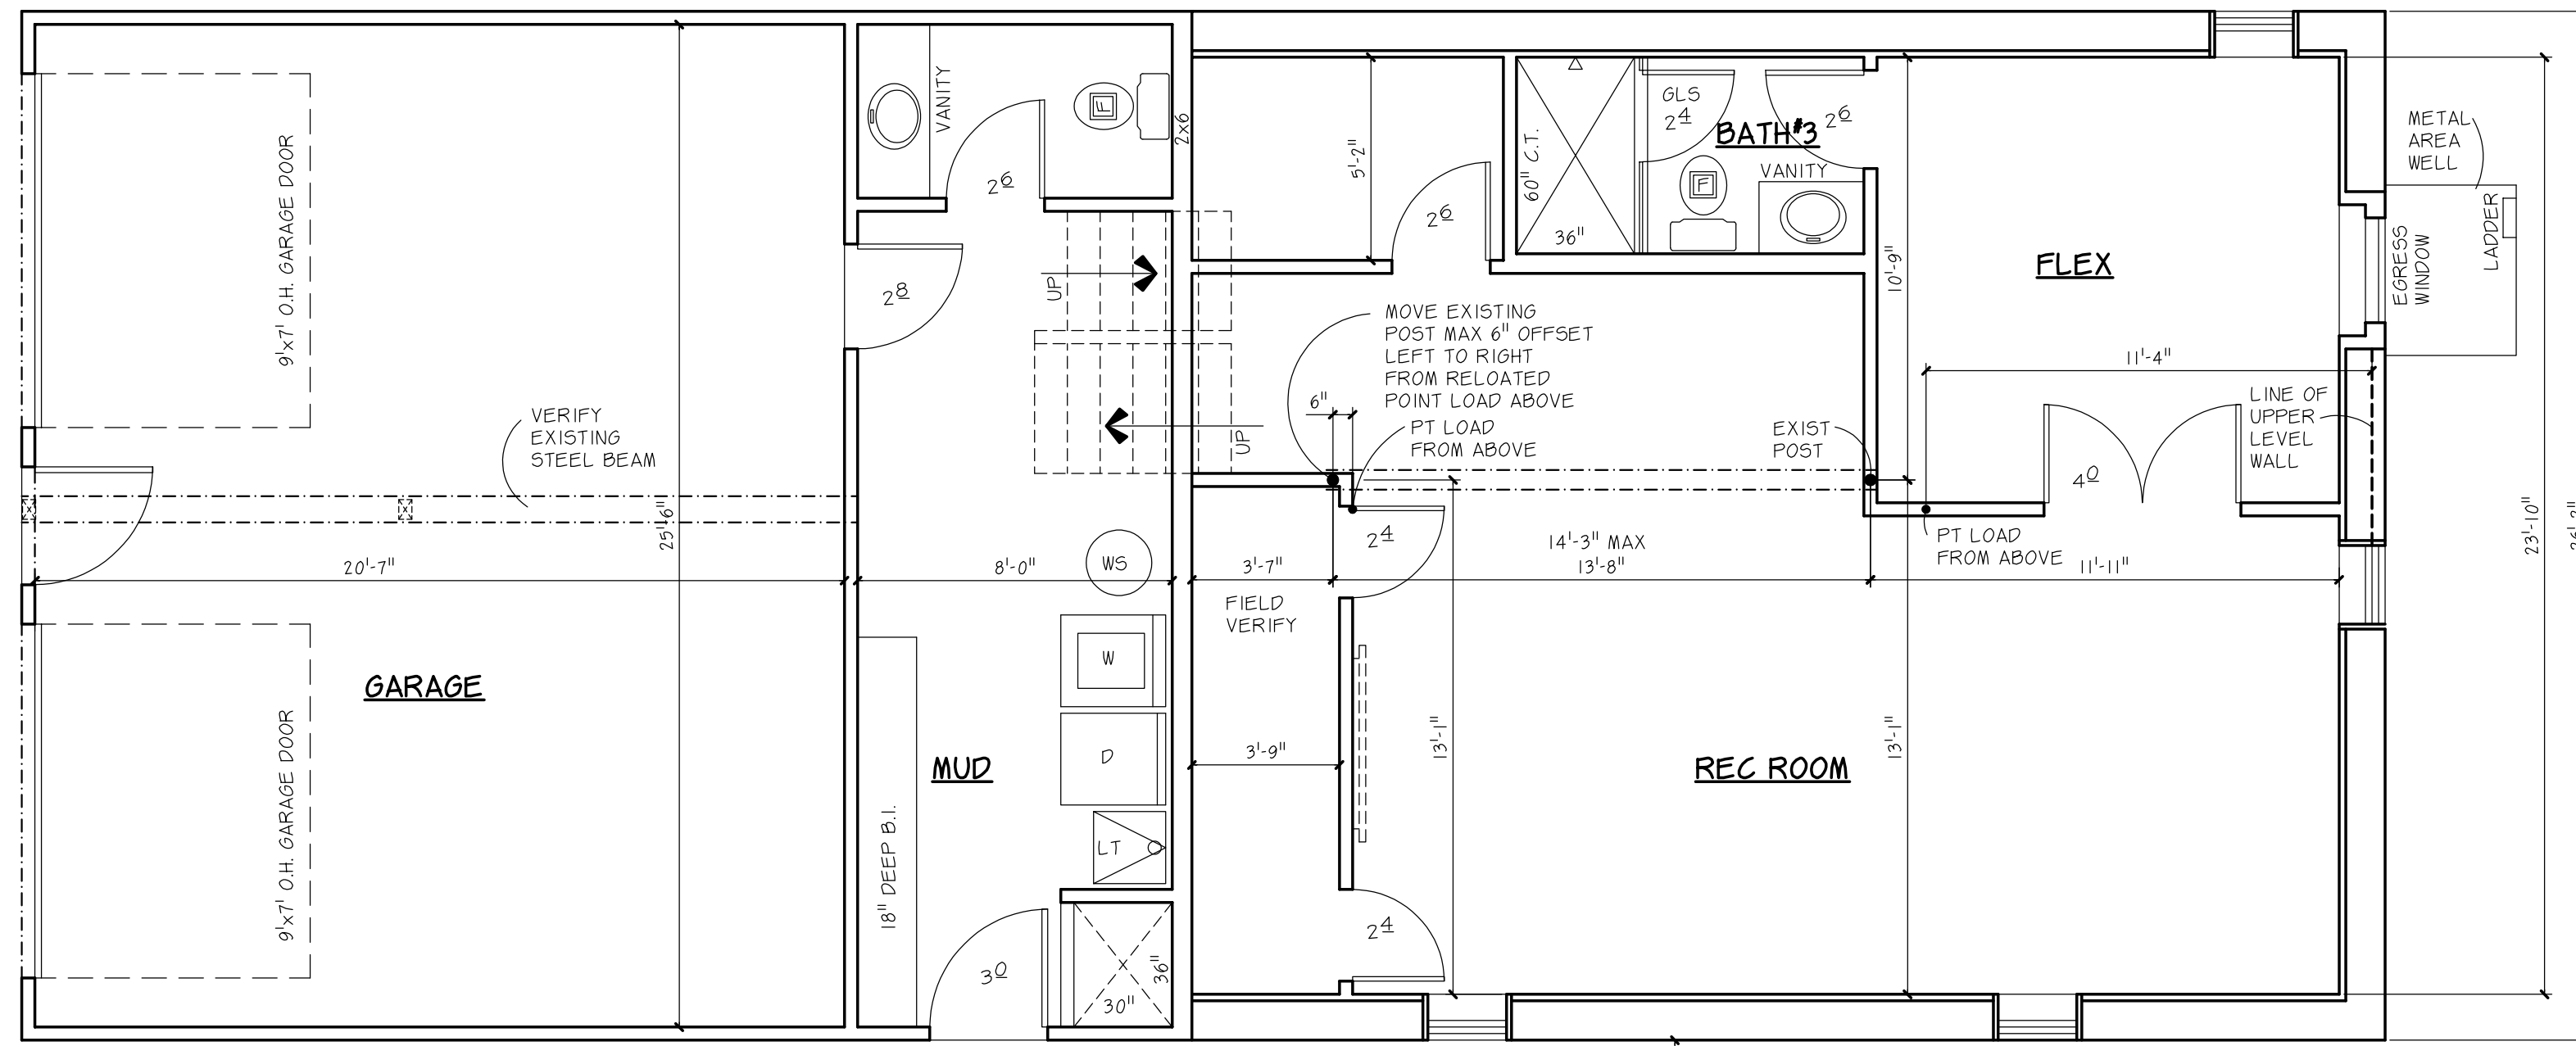 9'x7' O.H. GARAGE DOOR
VERIFY
EXISTING
STEEL BEAM
25'-6"
20'-7"
GARAGE
9'x7' O.H. GARAGE DOOR
VANITY
F
2x6
26
28
UP
UP
8'-0"
WS
W
D
LT
MUD
18" DEEP B.I.
30
30"
36"
5'-2"
26
60" C.T.
36"
GLS
24
BATH#3
26
F
VANITY
10'-9"
FLEX
METAL
AREA
WELL
LADDER
EGRESS
WINDOW
11'-4"
LINE OF
UPPER
LEVEL
WALL
MOVE EXISTING
POST MAX 6" OFFSET
LEFT TO RIGHT
FROM RELOATED
POINT LOAD ABOVE
6"
PT LOAD
FROM ABOVE
EXIST
POST
40
PT LOAD
FROM ABOVE
24
14'-3" MAX
3'-7"
13'-8"
11'-11"
FIELD
VERIFY
3'-9"
13'-1"
13'-1"
REC ROOM
24
23'-10"